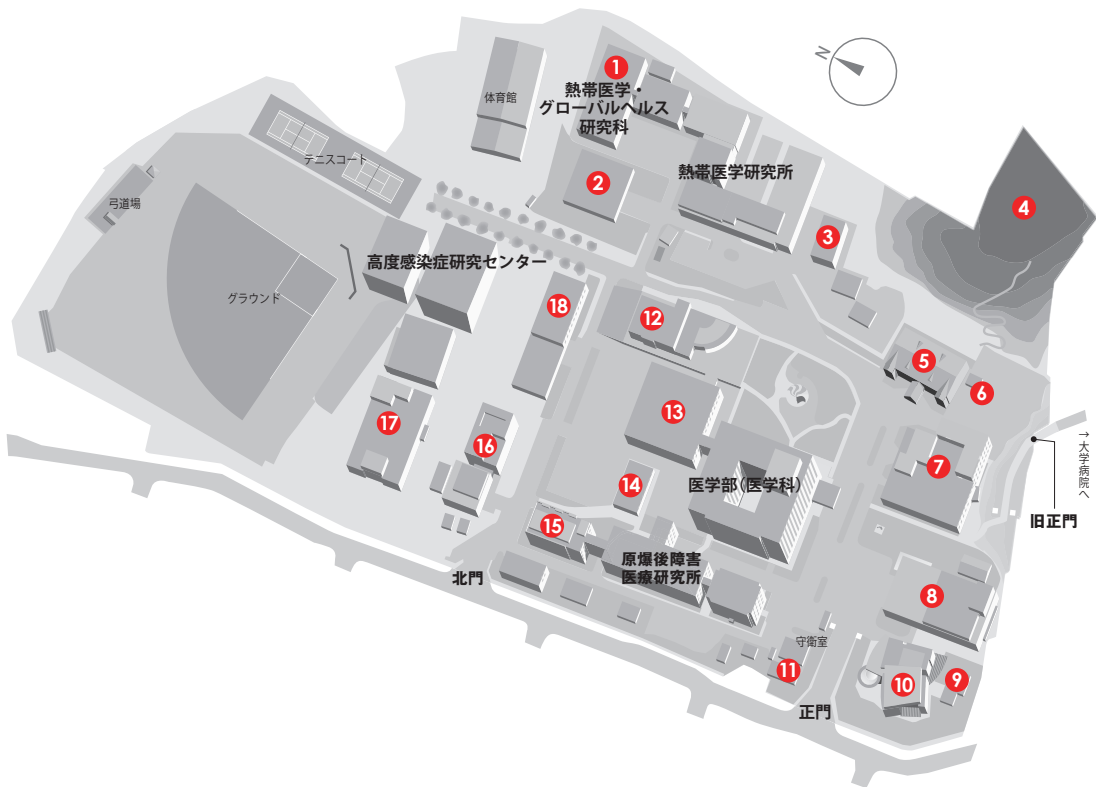 N
体育館
1
熱帯医学・
グローバルヘルス
研究科
テニスコート
2
熱帯医学研究所
弓道場
3
4
高度感染症研究センター
グラウンド
18
12
5
6
17
16
13
7
→大学病院へ
14
医学部(医学科)
旧正門
15
原爆後障害
医療研究所
北門
8
守衛室
11
10
9
正門